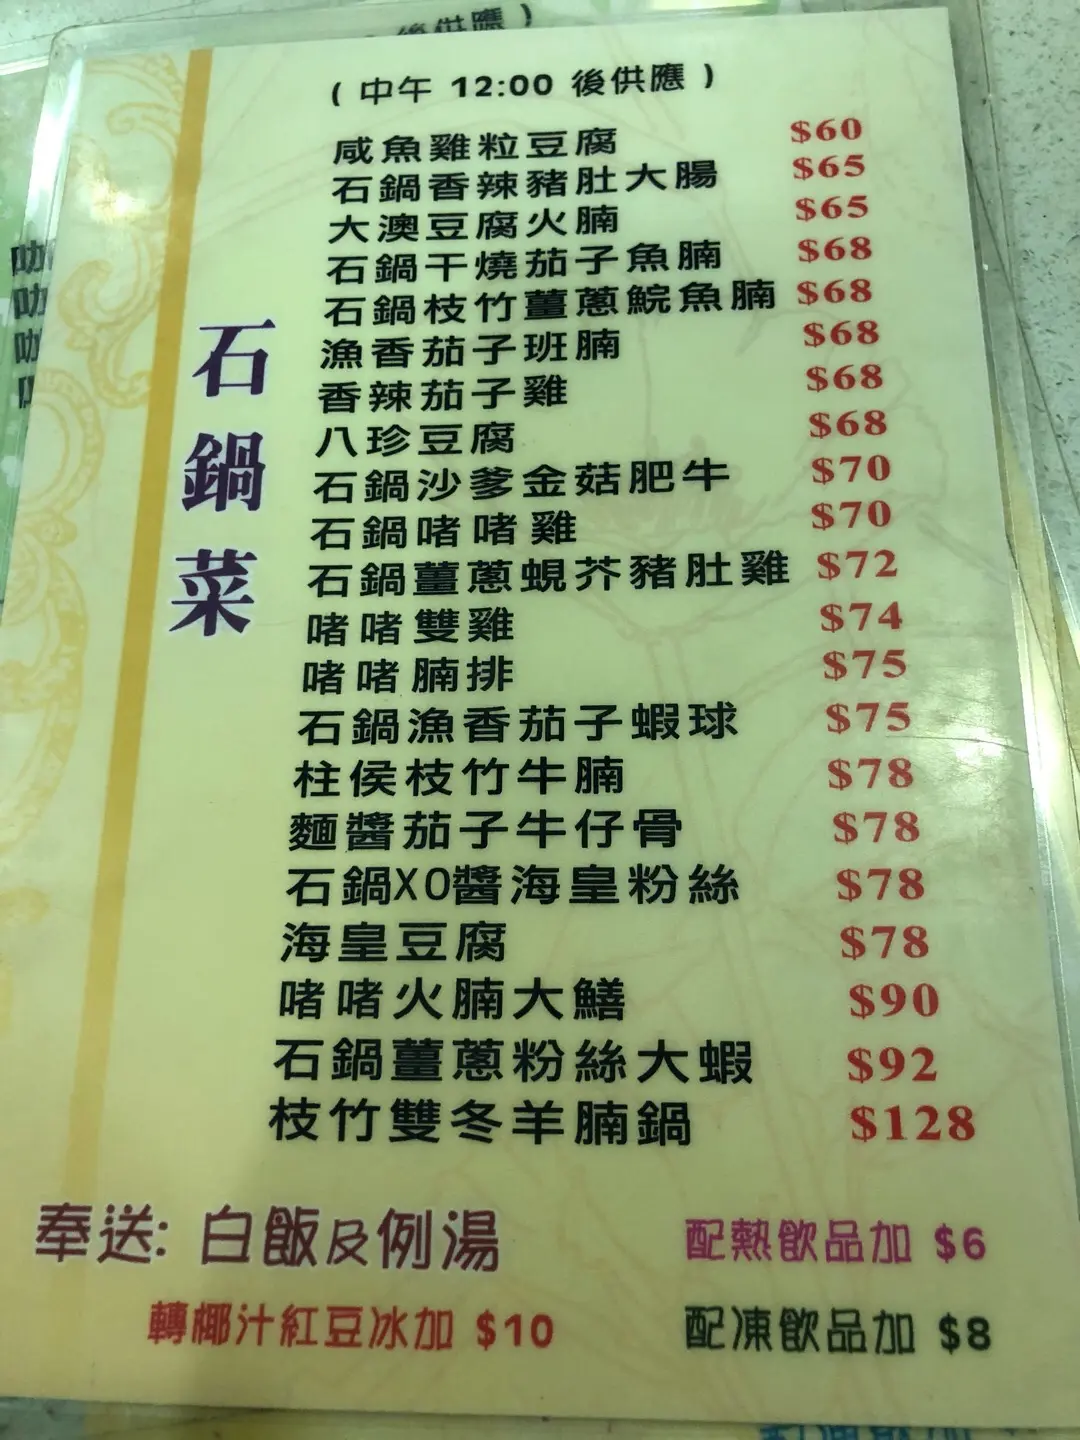 後供應 )
( 中午 12:00 後供應 )
石鍋菜
咸魚雞粒豆腐 $60
石鍋香辣豬肚大腸 $65
大澳豆腐火腩 $65
石鍋干燒茄子魚腩 $68
石鍋枝竹薑蔥鯇魚腩 $68
漁香茄子班腩 $68
香辣茄子雞 $68
八珍豆腐 $68
石鍋沙爹金菇肥牛 $70
石鍋啫啫雞 $70
石鍋薑蔥蜆芥豬肚雞 $72
啫啫雙雞 $74
啫啫腩排 $75
石鍋漁香茄子蝦球 $75
柱侯枝竹牛腩 $78
麵醬茄子牛仔骨 $78
石鍋XO醬海皇粉絲 $78
海皇豆腐 $78
啫啫火腩大鱔 $90
石鍋薑蔥粉絲大蝦 $92
枝竹雙冬羊腩鍋 $128
奉送: 白飯及例湯
配熱飲品加 $6
轉椰汁紅豆冰加 $10
配凍飲品加 $8